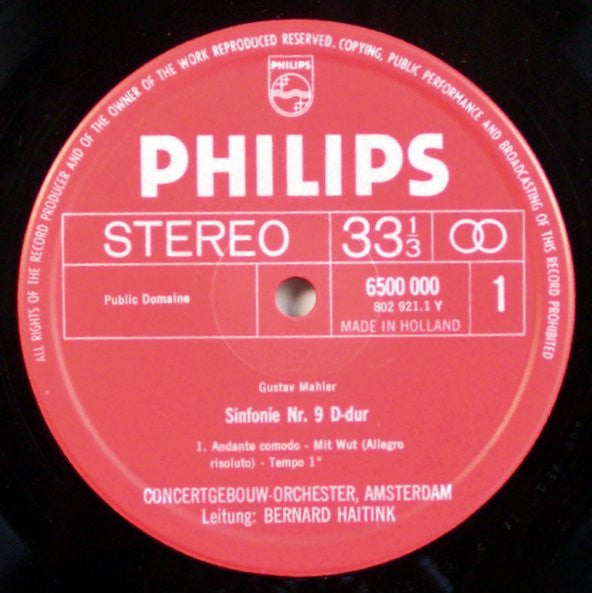 ALL RIGHTS OF THE RECORD PRODUCER AND OF THE OWNER OF THE WORK REPRODUCED RESERVED. COPYING, PUBLIC PERFORMANCE AND BROADCASTING OF THIS RECORD PROHIBITED
PHILIPS
PHILIPS
STEREO 33 1/3
Public Domaine 6500 000 1
802 921.1 Y
MADE IN HOLLAND
Gustav Mahler
Sinfonie Nr. 9 D-dur
1. Andante comodo - Mit Wut (Allegro
risoluto) - Tempo 1°
CONCERTGEBOUW-ORCHESTER, AMSTERDAM
Leitung: BERNARD HAITINK